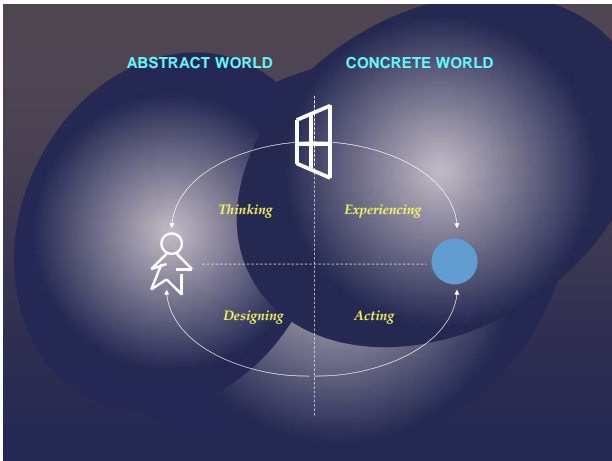 ABSTRACT WORLD
CONCRETE WORLD
Thinking
Experiencing
Designing
Acting